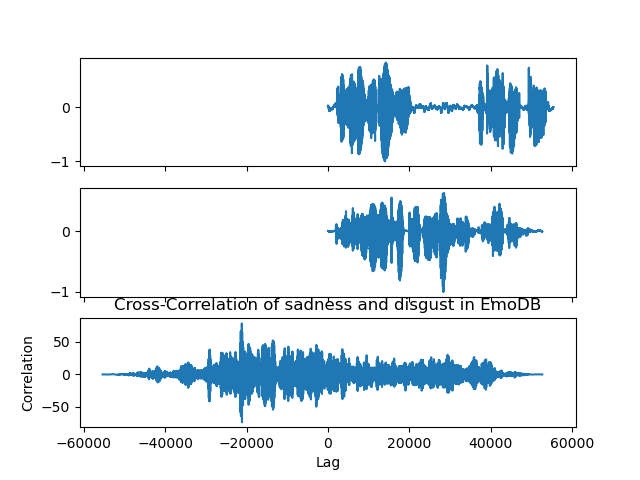 0
−1
0
−1
Cross-Correlation of sadness and disgust in EmoDB
50
0
−50
Correlation
−60000 −40000 −20000 0 20000 40000 60000
Lag